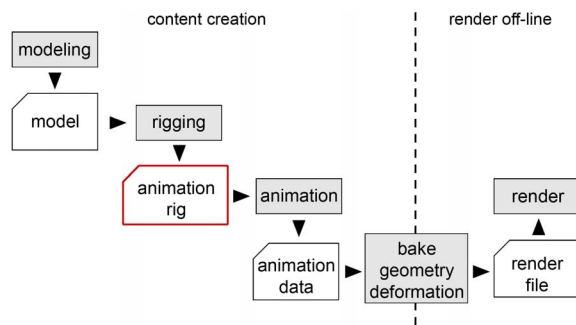 content creation
render off-line
modeling
model
rigging
animation
rig
animation
render
animation
data
bake
geometry
deformation
render
file